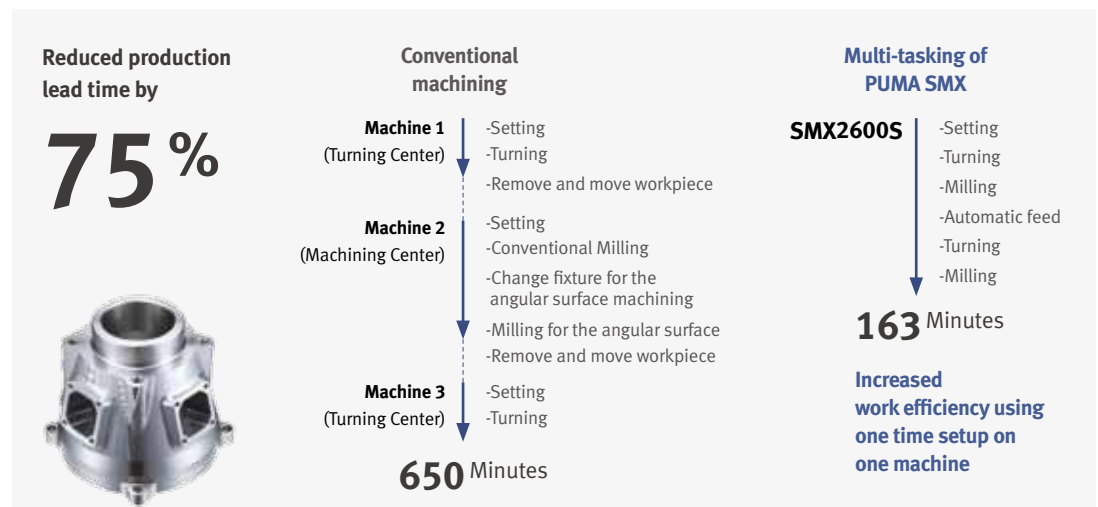 Reduced production
lead time by
75%
Conventional
machining
Machine 1
(Turning Center)
-Setting
-Turning
-Remove and move workpiece
Machine 2
(Machining Center)
-Setting
-Conventional Milling
-Change fixture for the
angular surface machining
-Milling for the angular surface
-Remove and move workpiece
Machine 3
(Turning Center)
-Setting
-Turning
650 Minutes
Multi-tasking of
PUMA SMX
SMX2600S
-Setting
-Turning
-Milling
-Automatic feed
-Turning
-Milling
163 Minutes
Increased
work efficiency using
one time setup on
one machine